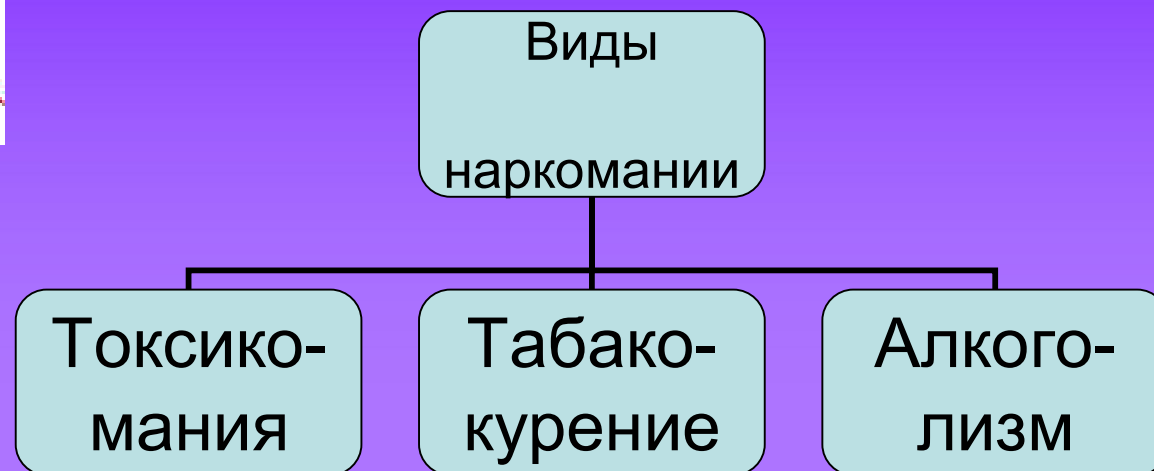 Виды
наркомании
Токсико-
мания
Табако-
курение
Алкого-
лизм